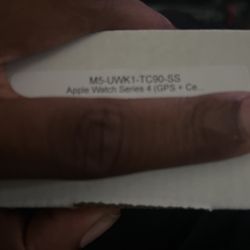 M5-UWK1-TC90-SS
Apple Watch Series 4 (GPS + Ce...